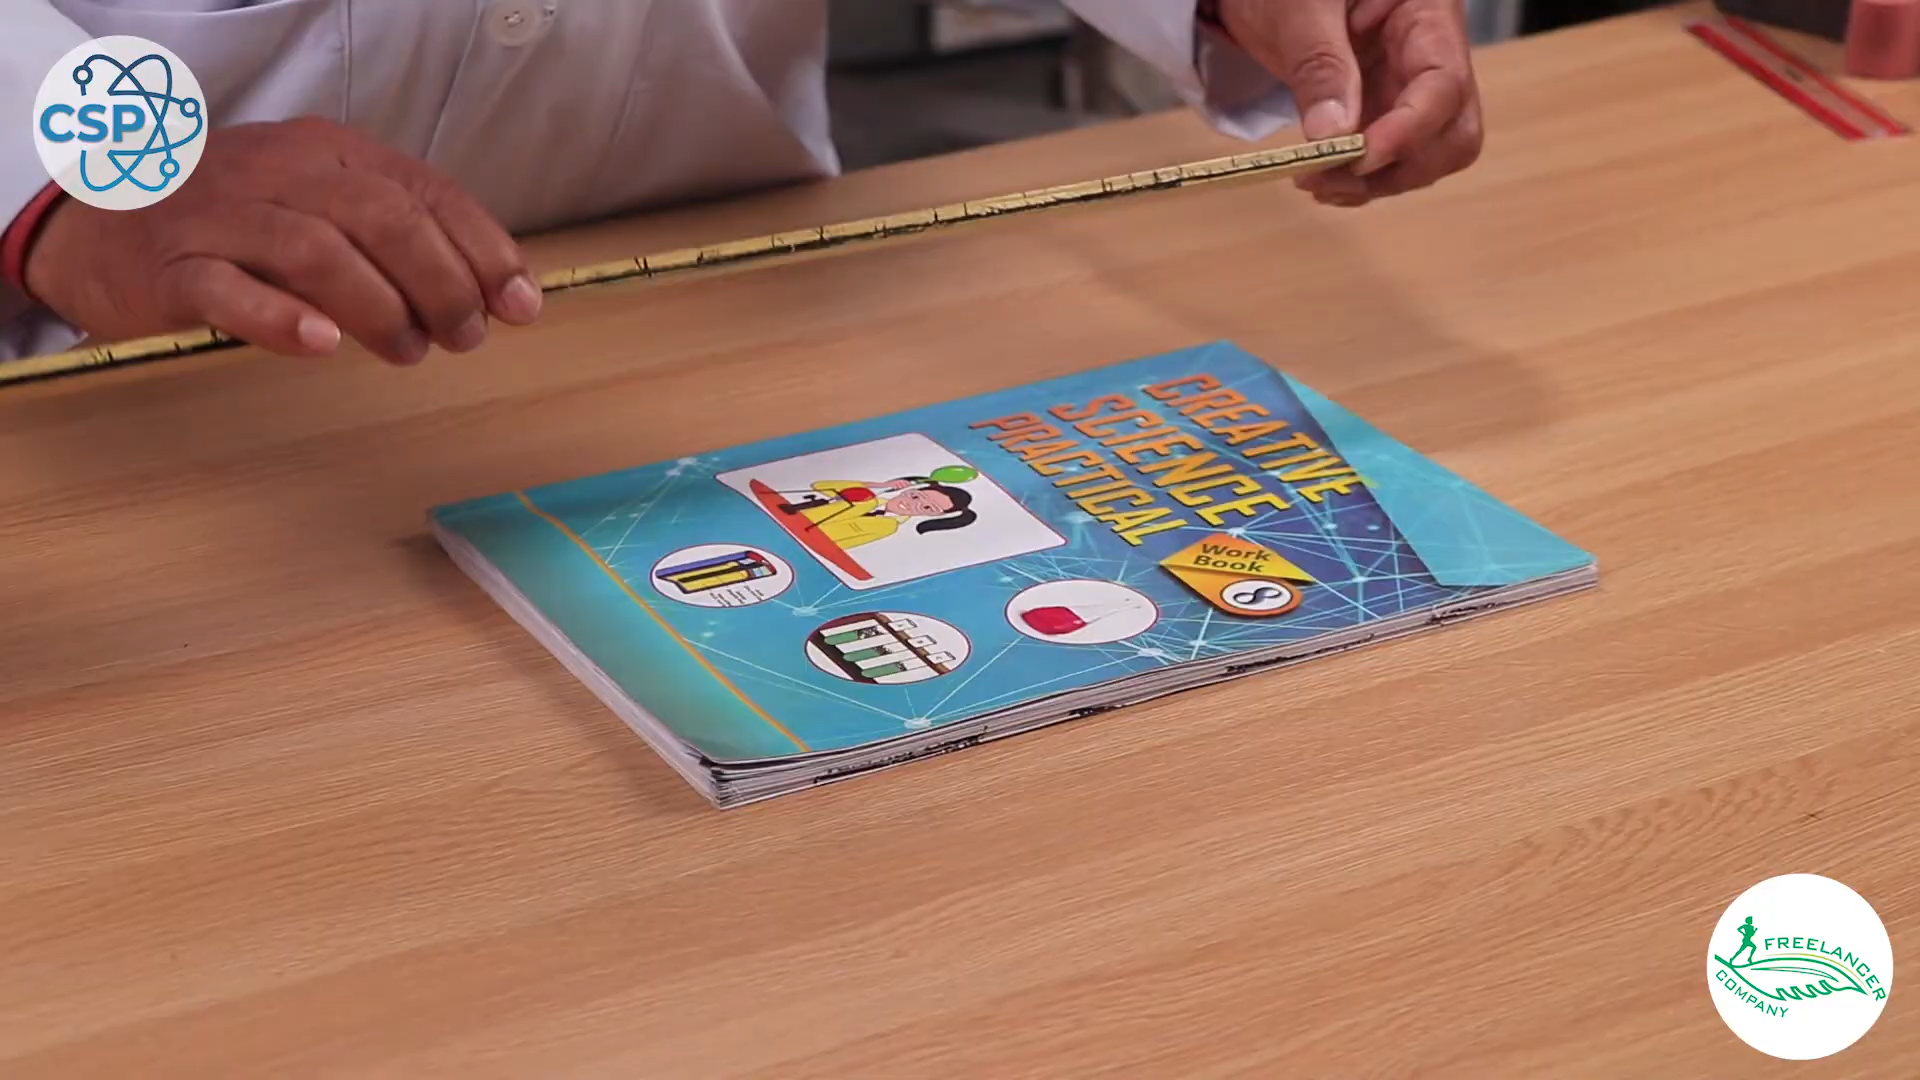 CSP
CREATIVE
SCIENCE
PRACTICAL
Work
Book
8
FREELANCER
COMPANY